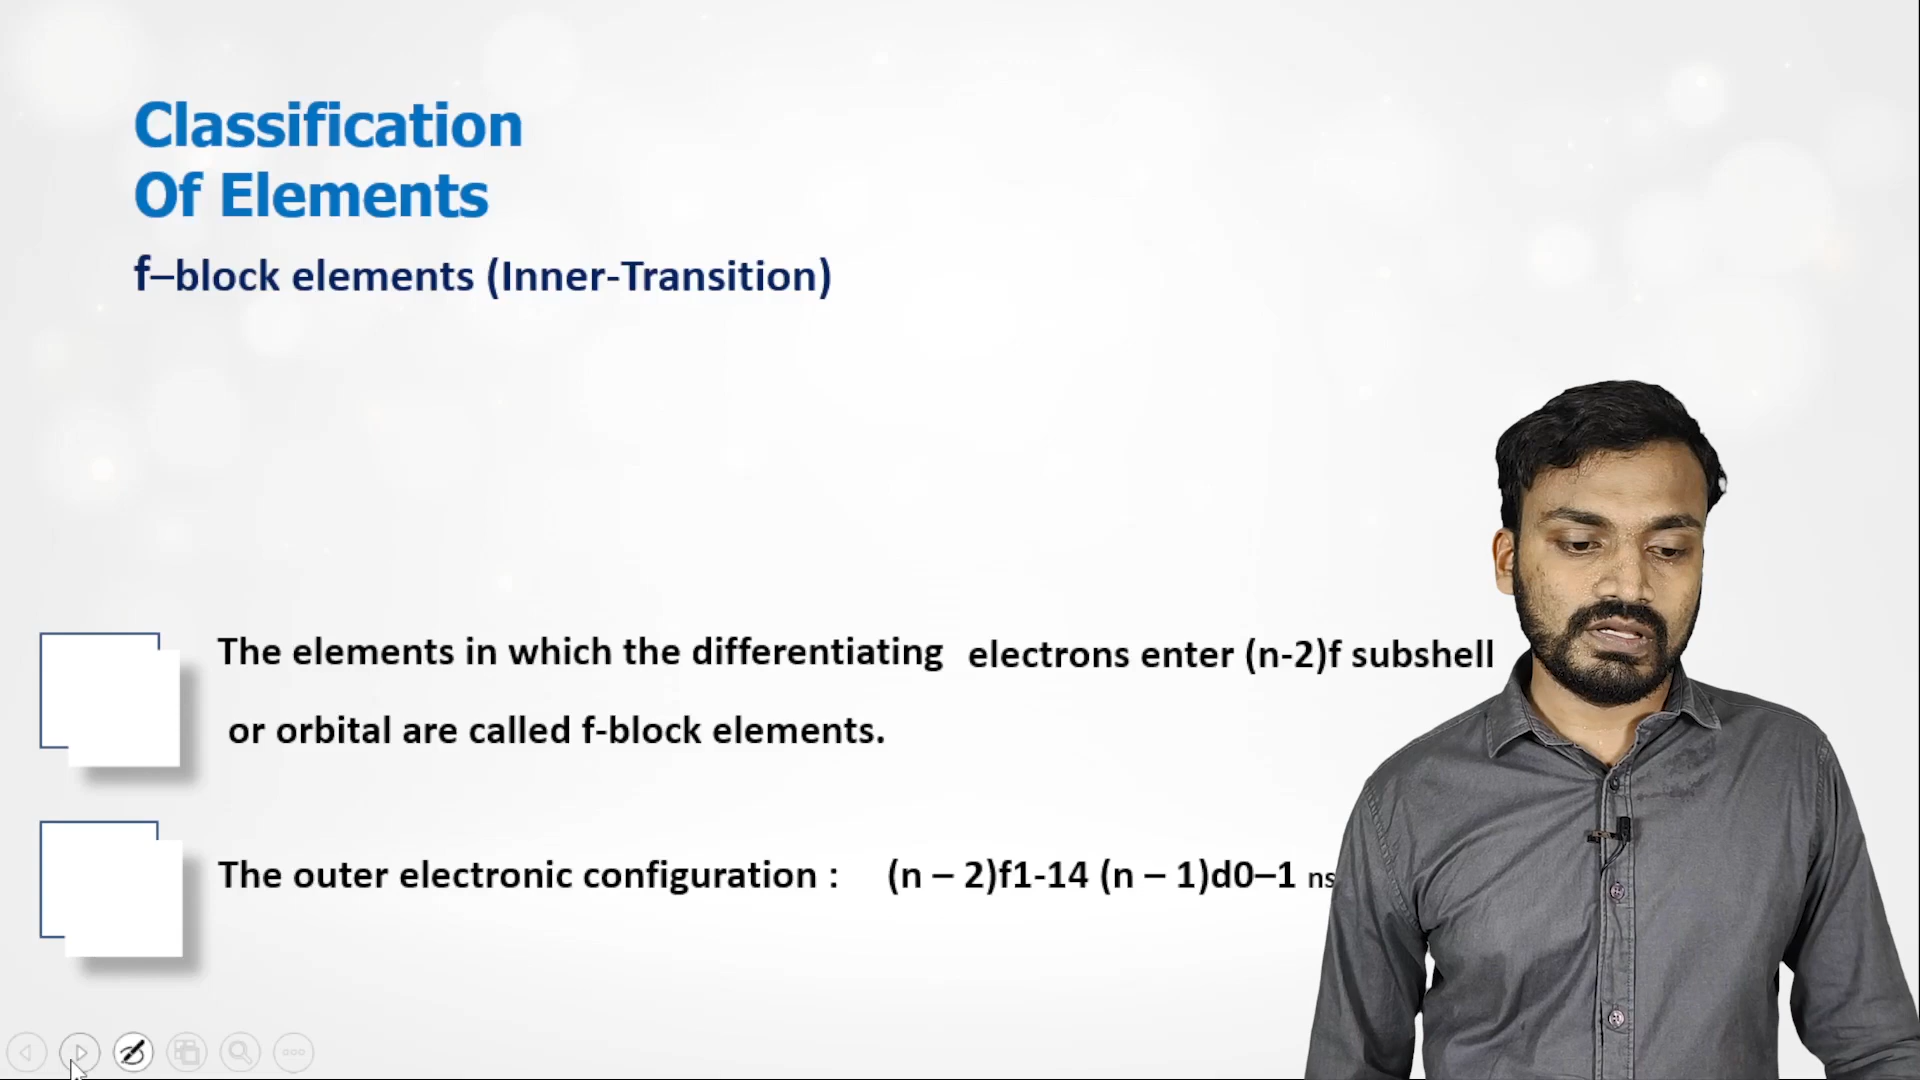 Classification
Of Elements
f–block elements (Inner-Transition)
The elements in which the differentiating electrons enter (n-2)f subshell
or orbital are called f-block elements.
The outer electronic configuration : (n – 2)f1-14 (n – 1)d0–1 ns